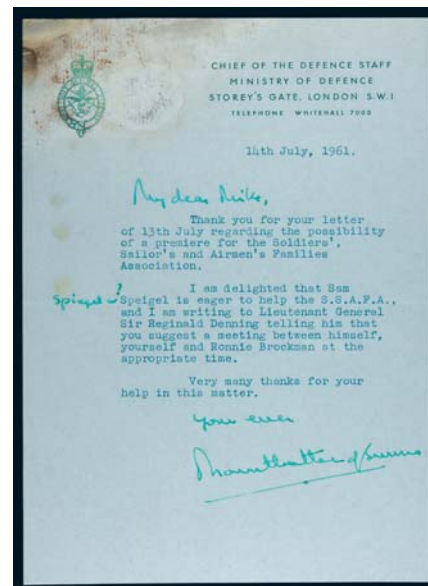 CHIEF OF THE DEFENCE STAFF
MINISTRY OF DEFENCE
STOREY'S GATE, LONDON S.W.1
TELEPHONE WHITEHALL 7000
14th July, 1961.
My dear Mike,
Thank you for your letter
of 13th July regarding the possibility
of a premiere for the Soldiers',
Sailor's and Airmen's Families
Association.
I am delighted that Sam
Spiegel ?
Speigel is eager to help the S.S.A.F.A.,
and I am writing to Lieutenant General
Sir Reginald Denning telling him that
you suggest a meeting between himself,
yourself and Ronnie Brockman at the
appropriate time.
Very many thanks for your
help in this matter.
Yours ever
Mountbatten of Burma